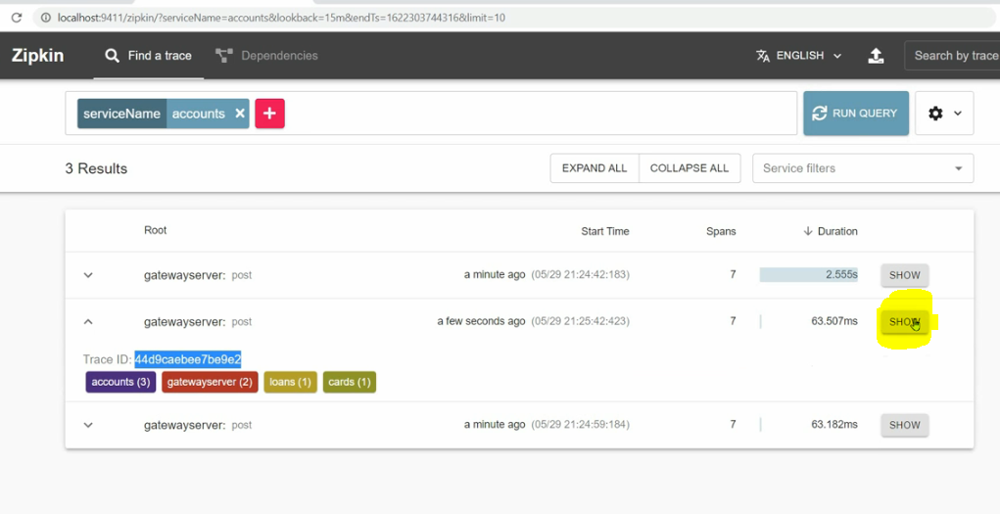 localhost:9411/zipkin/?serviceName=accounts&lookback=15m&endTs=1622303744316&limit=10
Zipkin Find a trace Dependencies ENGLISH Search by trace
serviceName accounts × + RUN QUERY
3 Results EXPAND ALL COLLAPSE ALL Service filters
Root Start Time Spans Duration
gatewayserver: post a minute ago (05/29 21:24:42:183) 7 2.555s SHOW
gatewayserver: post a few seconds ago (05/29 21:25:42:423) 7 63.507ms SHOW
Trace ID: 44d9caebee7be9e2
accounts (3) gatewayserver (2) loans (1) cards (1)
gatewayserver: post a minute ago (05/29 21:24:59:184) 7 63.182ms SHOW